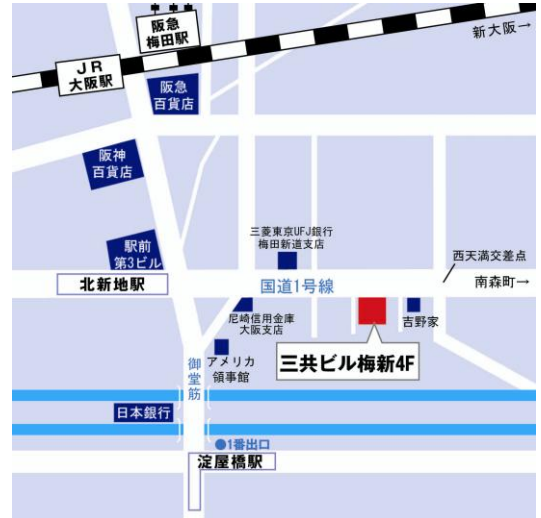 阪急
梅田駅
新大阪→
JR
大阪駅
阪急
百貨店
阪神
百貨店
三菱東京UFJ銀行
梅田新道支店
駅前
第3ビル
西天満交差点
北新地駅
国道1号線
南森町→
尼崎信用金庫
大阪支店
吉野家
アメリカ
領事館
三共ビル梅新4F
御堂筋
日本銀行
●1番出口
淀屋橋駅